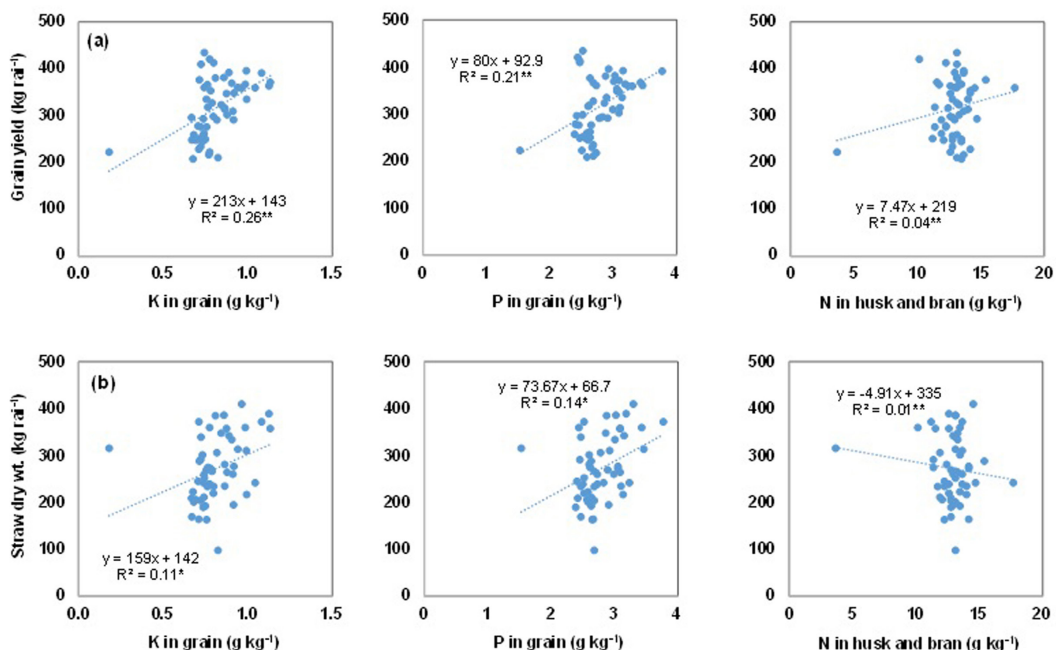 (a)
Grain yield (kg rai⁻¹)
500
400
300
200
100
0
y = 213x + 143
R² = 0.26**
0.0 0.5 1.0 1.5
K in grain (g kg⁻¹)
500
400
300
200
100
0
y = 80x + 92.9
R² = 0.21**
0 1 2 3 4
P in grain (g kg⁻¹)
500
400
300
200
100
0
y = 7.47x + 219
R² = 0.04**
0 5 10 15 20
N in husk and bran (g kg⁻¹)
(b)
Straw dry wt. (kg rai⁻¹)
500
400
300
200
100
0
y = 159x + 142
R² = 0.11*
0.0 0.5 1.0 1.5
K in grain (g kg⁻¹)
500
400
300
200
100
0
y = 73.67x + 66.7
R² = 0.14*
0 1 2 3 4
P in grain (g kg⁻¹)
500
400
300
200
100
0
y = -4.91x + 335
R² = 0.01**
0 5 10 15 20
N in husk and bran (g kg⁻¹)